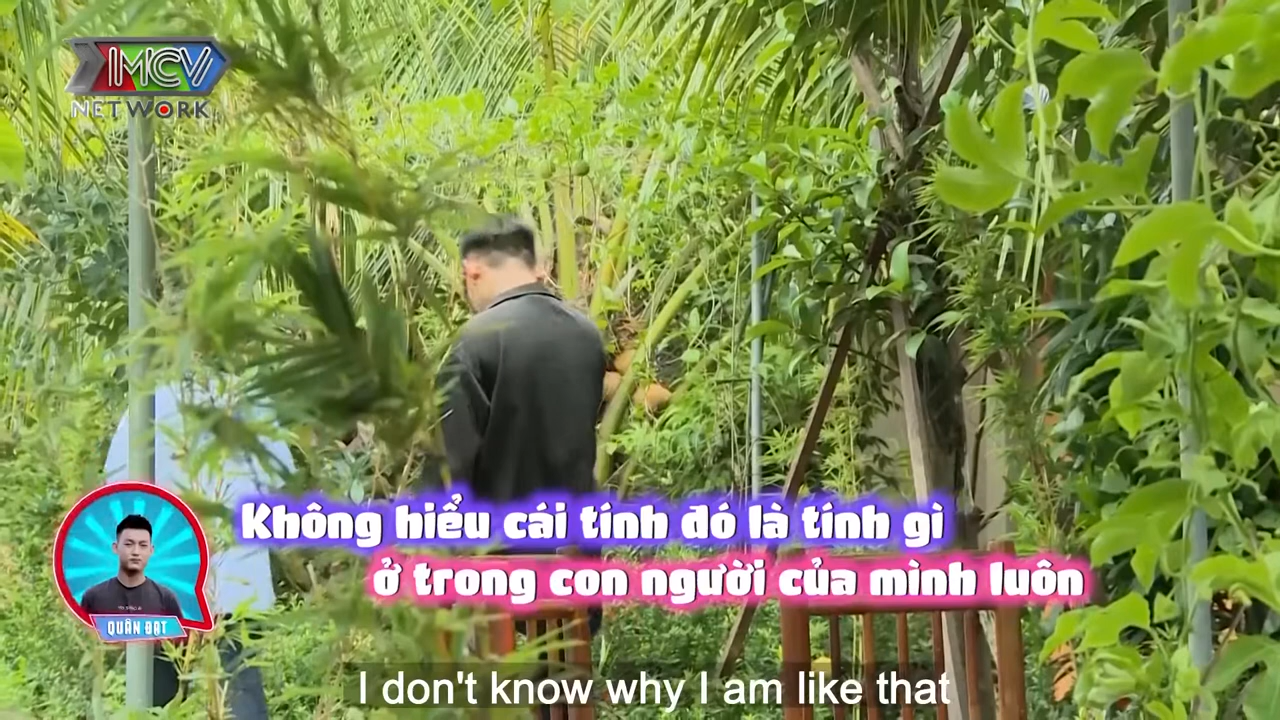 MCV
NETWORK
Không hiểu cái tính đó là tính gì
ở trong con người của mình luôn
QUÂN ĐẠT
I don't know why I am like that